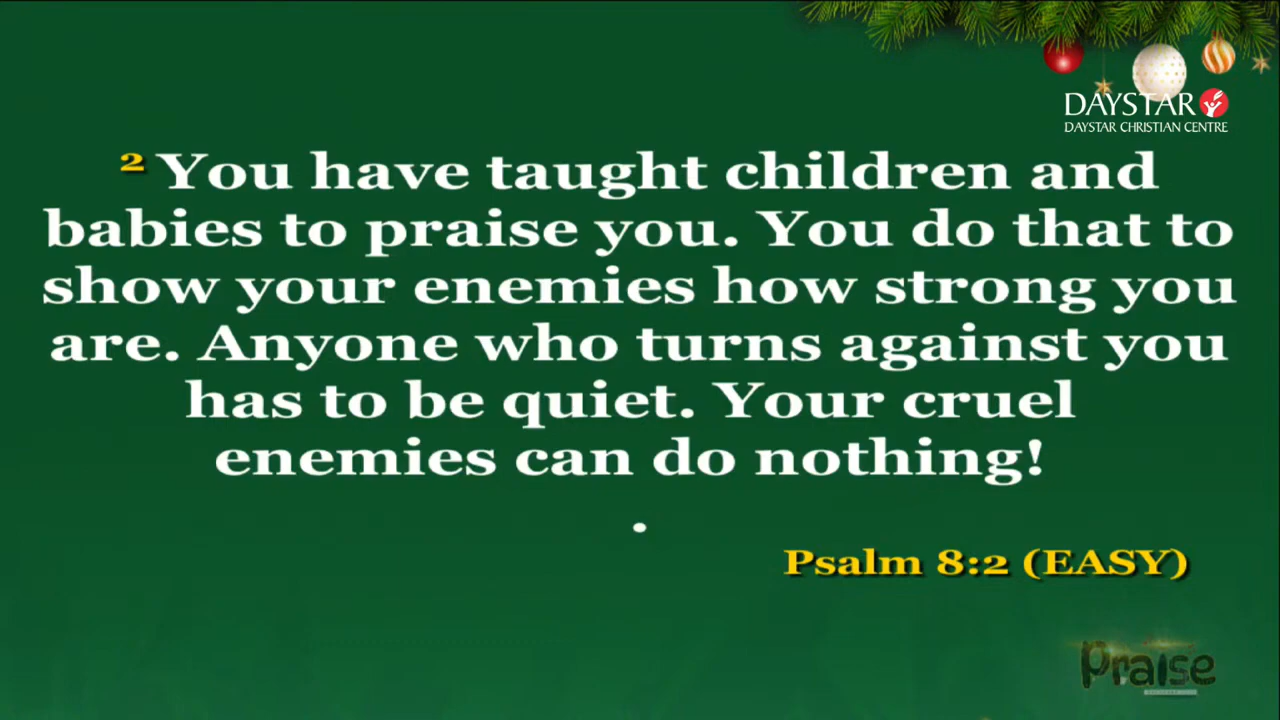 DAYSTAR
DAYSTAR CHRISTIAN CENTRE
2 You have taught children and
babies to praise you. You do that to
show your enemies how strong you
are. Anyone who turns against you
has to be quiet. Your cruel
enemies can do nothing!
.
Psalm 8:2 (EASY)
Praise